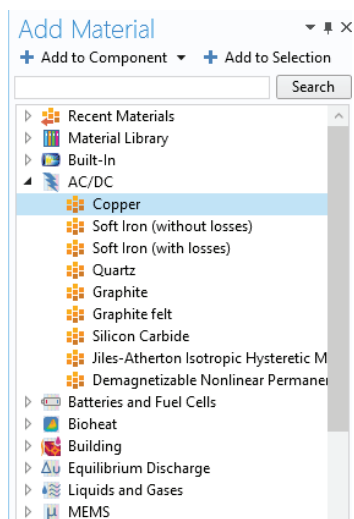 Add Material
Add to Component Add to Selection
Search
Recent Materials
Material Library
Built-In
AC/DC
Copper
Soft Iron (without losses)
Soft Iron (with losses)
Quartz
Graphite
Graphite felt
Silicon Carbide
Jiles-Atherton Isotropic Hysteretic M
Demagnetizable Nonlinear Permaner
Batteries and Fuel Cells
Bioheat
Building
Δυ Equilibrium Discharge
Liquids and Gases
μ MEMS